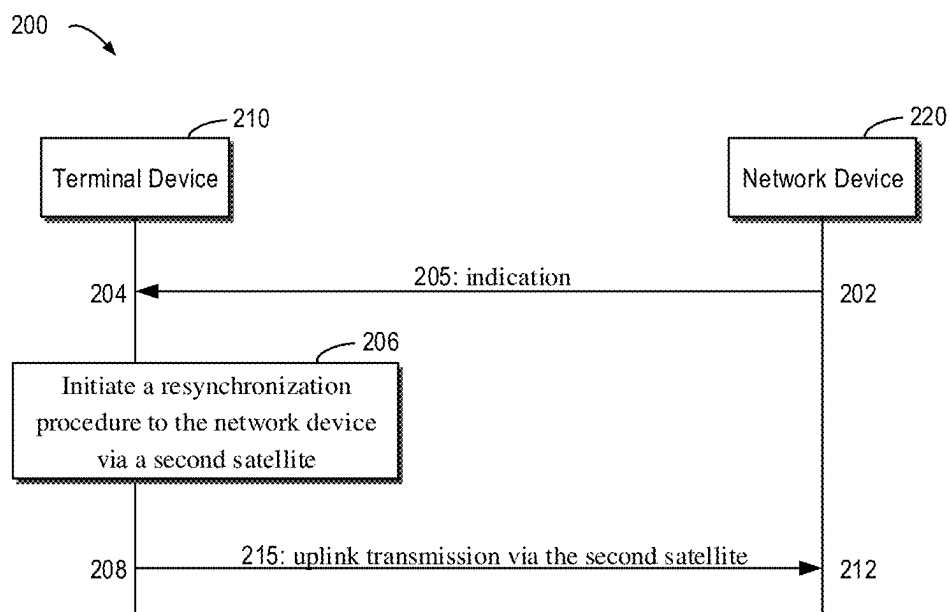 200
210
220
Terminal Device
Network Device
205: indication
204
202
206
Initiate a resynchronization
procedure to the network device
via a second satellite
215: uplink transmission via the second satellite
208
212